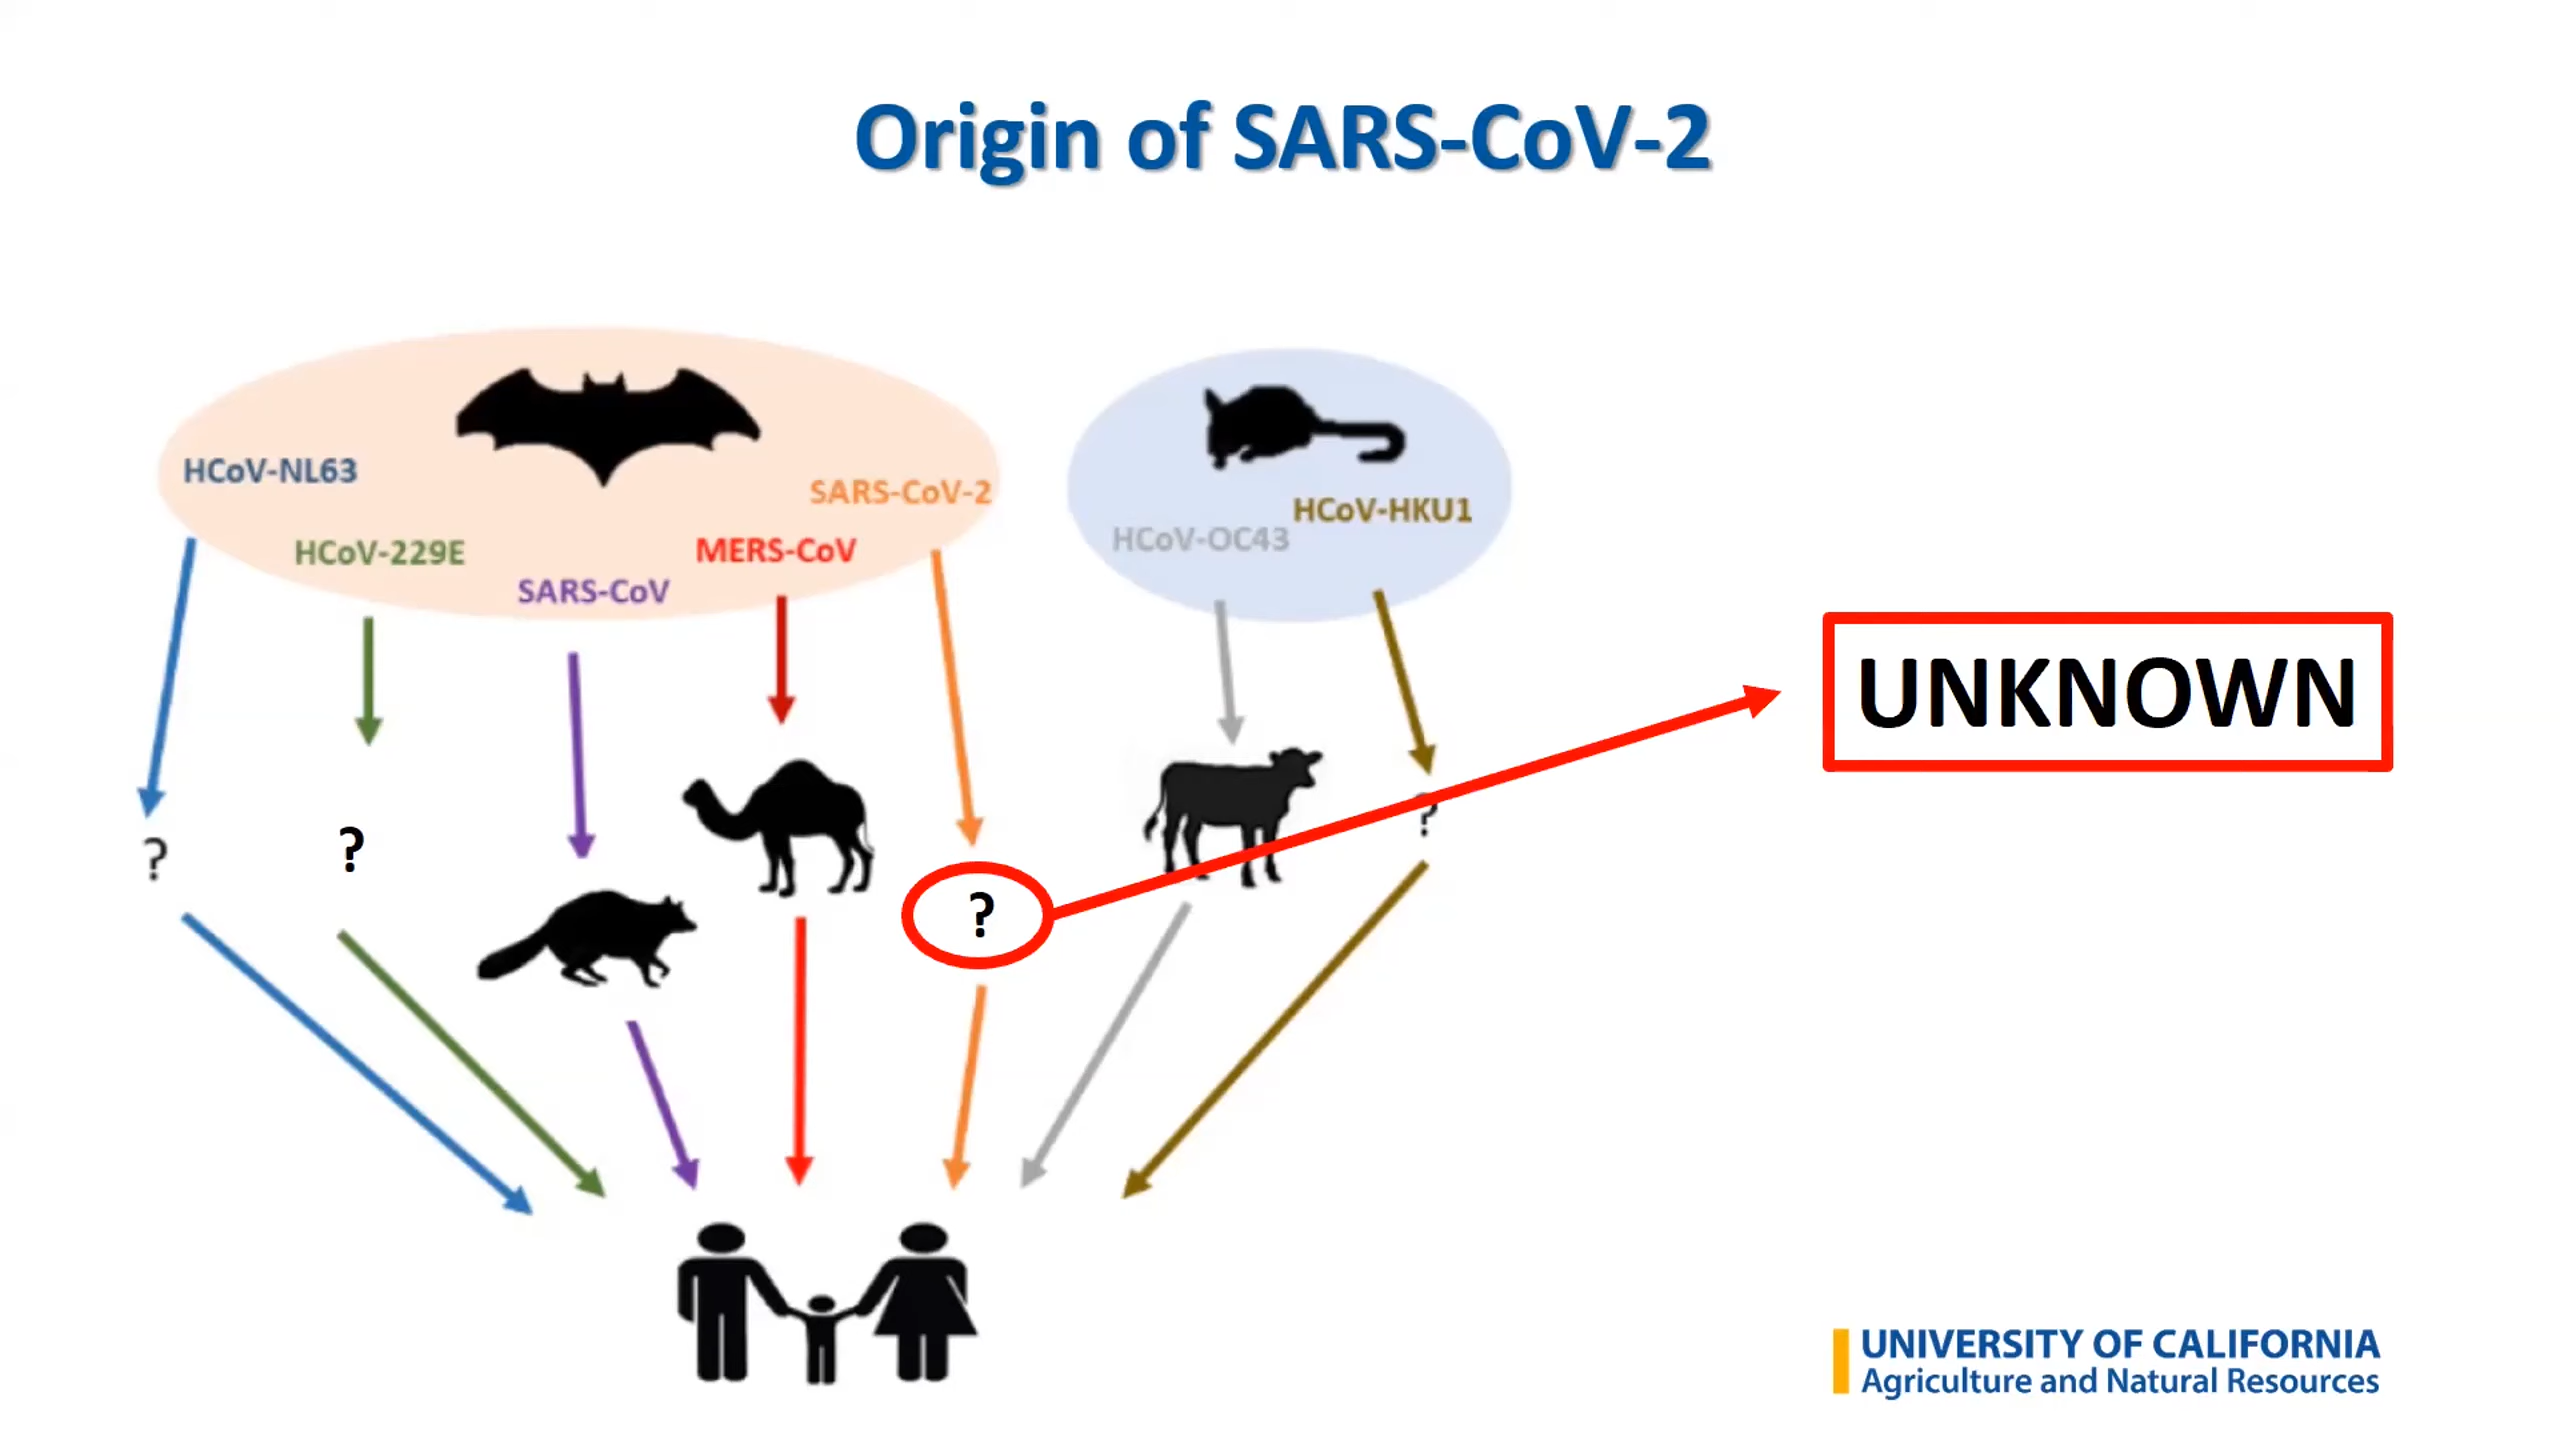 Origin of SARS-CoV-2
HCoV-NL63
SARS-CoV-2
HCoV-229E
MERS-CoV
SARS-CoV
HCoV-HKU1
HCoV-OC43
UNKNOWN
?
?
?
?
UNIVERSITY OF CALIFORNIA
Agriculture and Natural Resources